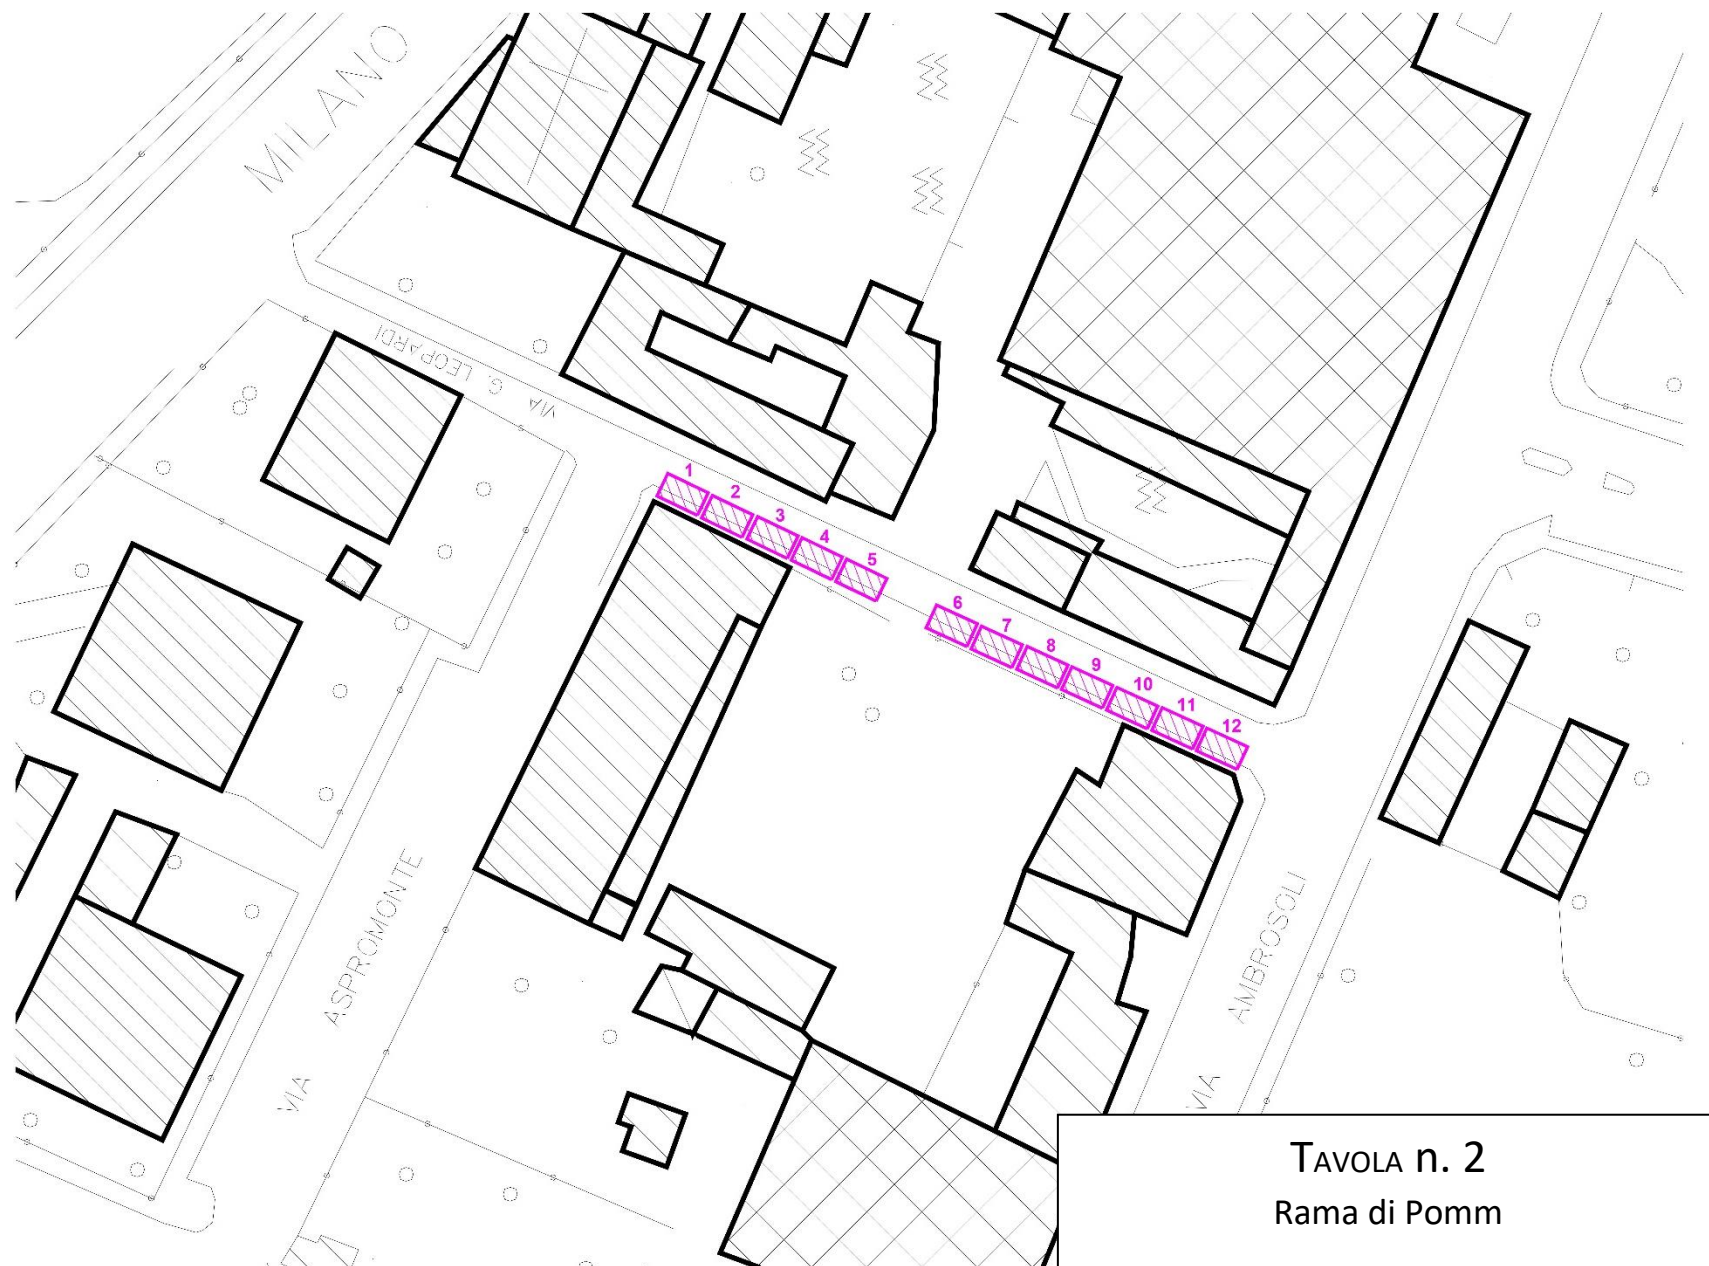 MILANO
VIA G. LEOPARDI
1
2
3
4
5
6
7
8
9
10
11
12
VIA ASPROMONTE
VIA AMBROSOLI
TAVOLA n. 2
Rama di Pomm